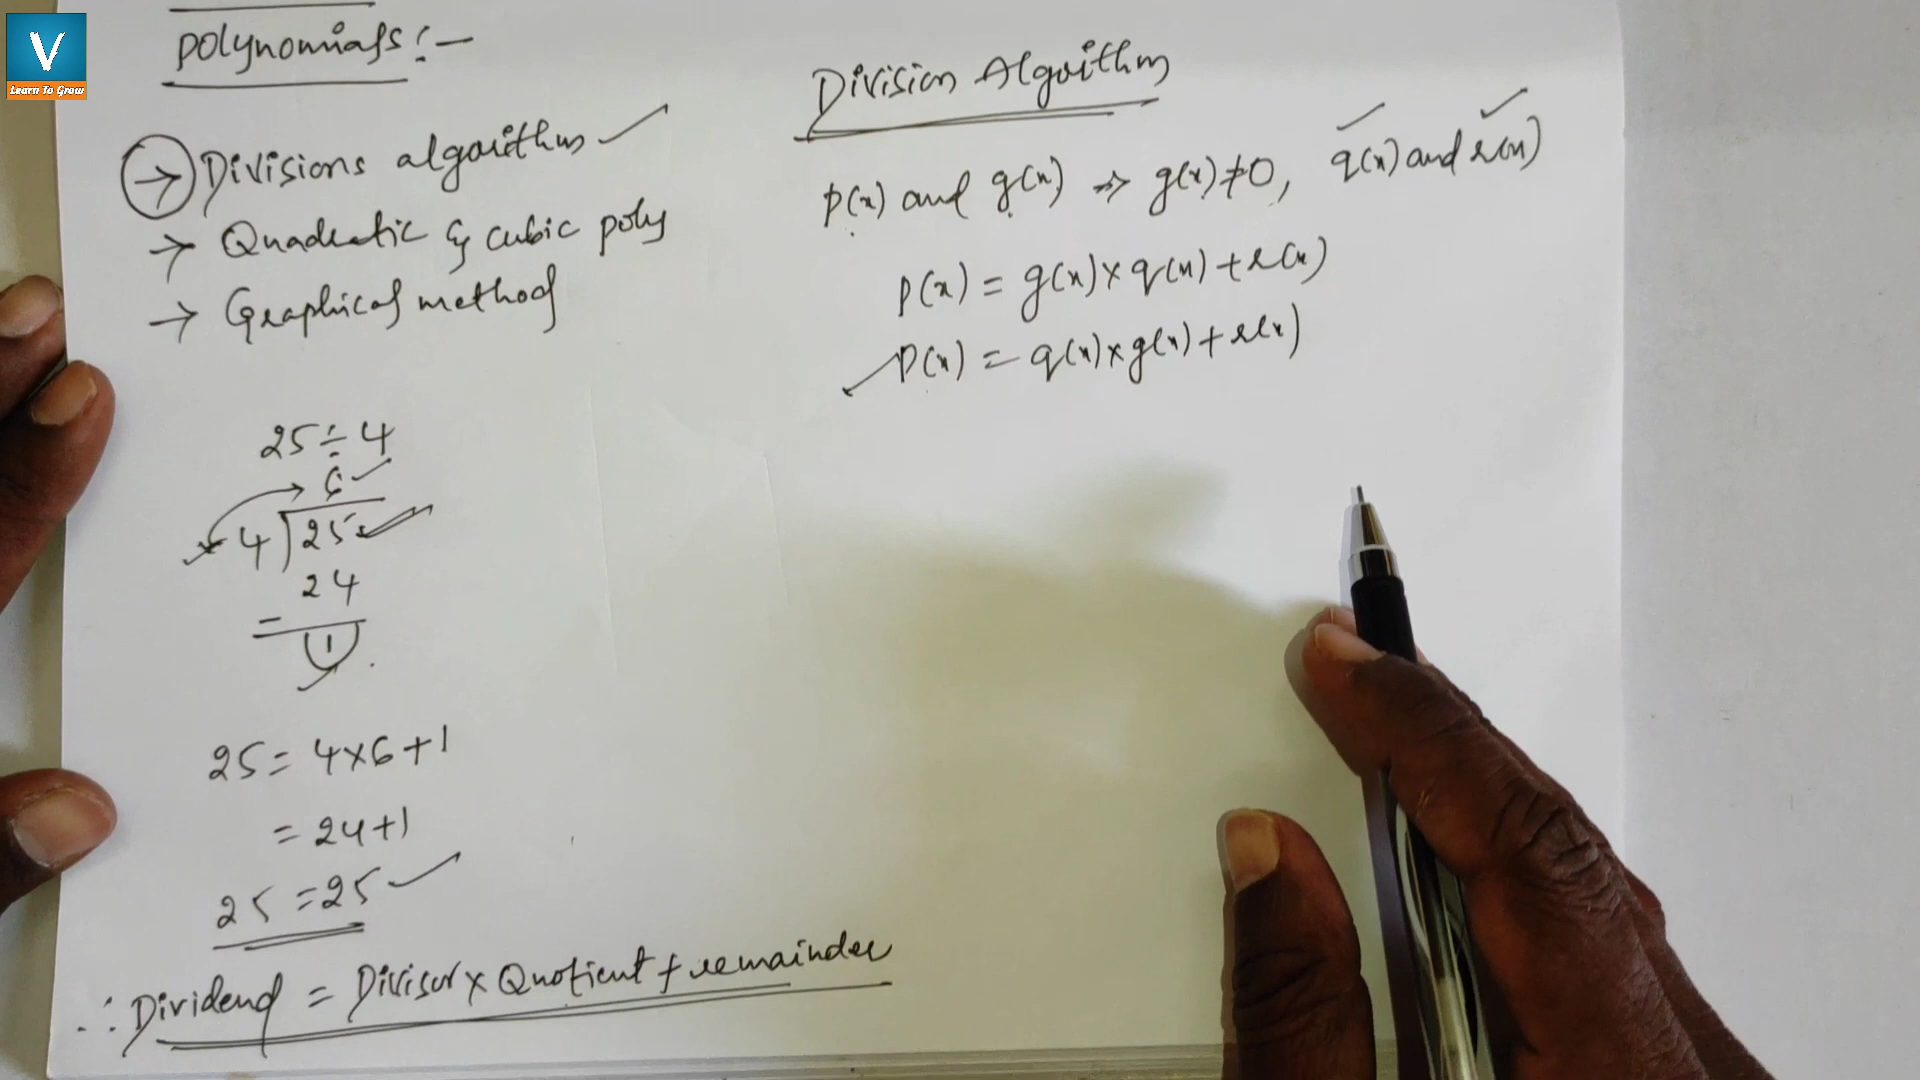 V
Learn To Grow
Polynomials :-
→ Divisions algorithm ✓
→ Quadratic & cubic poly
→ Graphical method
25 ÷ 4
6 ✓
4)25
24
1
25 = 4×6+1
= 24+1
25 = 25 ✓
∴ Dividend = Divisor × Quotient + remainder
Division Algorithm
p(x) and g(x) → g(x)≠0, q(x) and r(x)
p(x) = g(x)×q(x)+r(x)
p(x) = q(x)×g(x)+r(x)